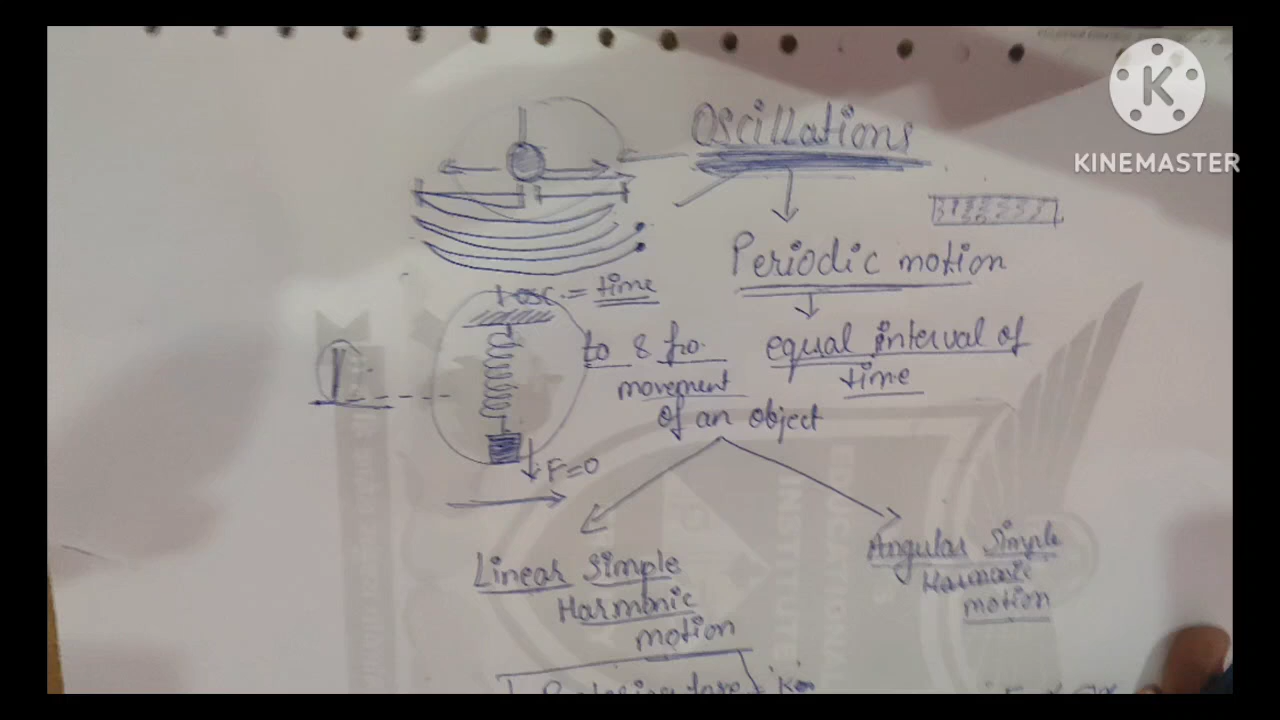 KINEMASTER
Oscillations
Periodic motion
equal interval of
time
1 osc. = time
to & fro.
movement
of an object
F=0
Linear Simple
Harmonic
motion
Angular Simple
Harmonic
motion